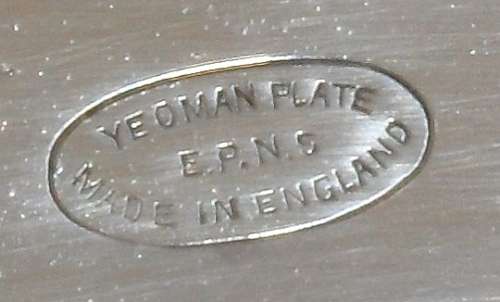 YEOMAN PLATE
E.P.N.S
MADE IN ENGLAND